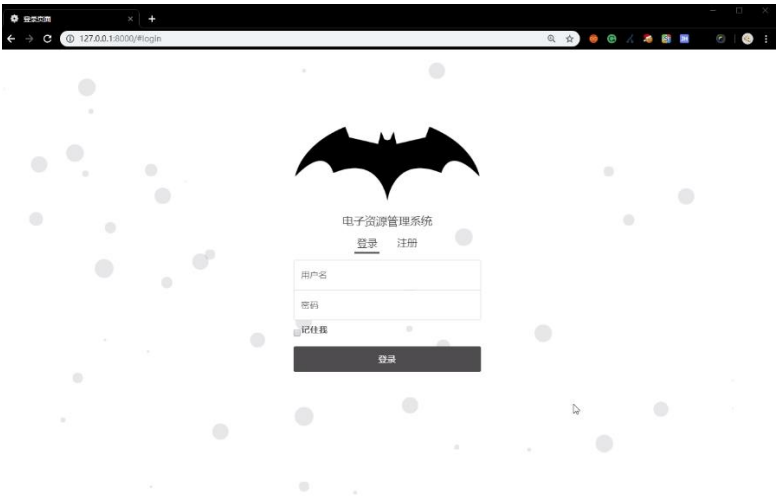 登录页面
127.0.0.1:8000/#login
电子资源管理系统
登录 注册
用户名
密码
记住我
登录